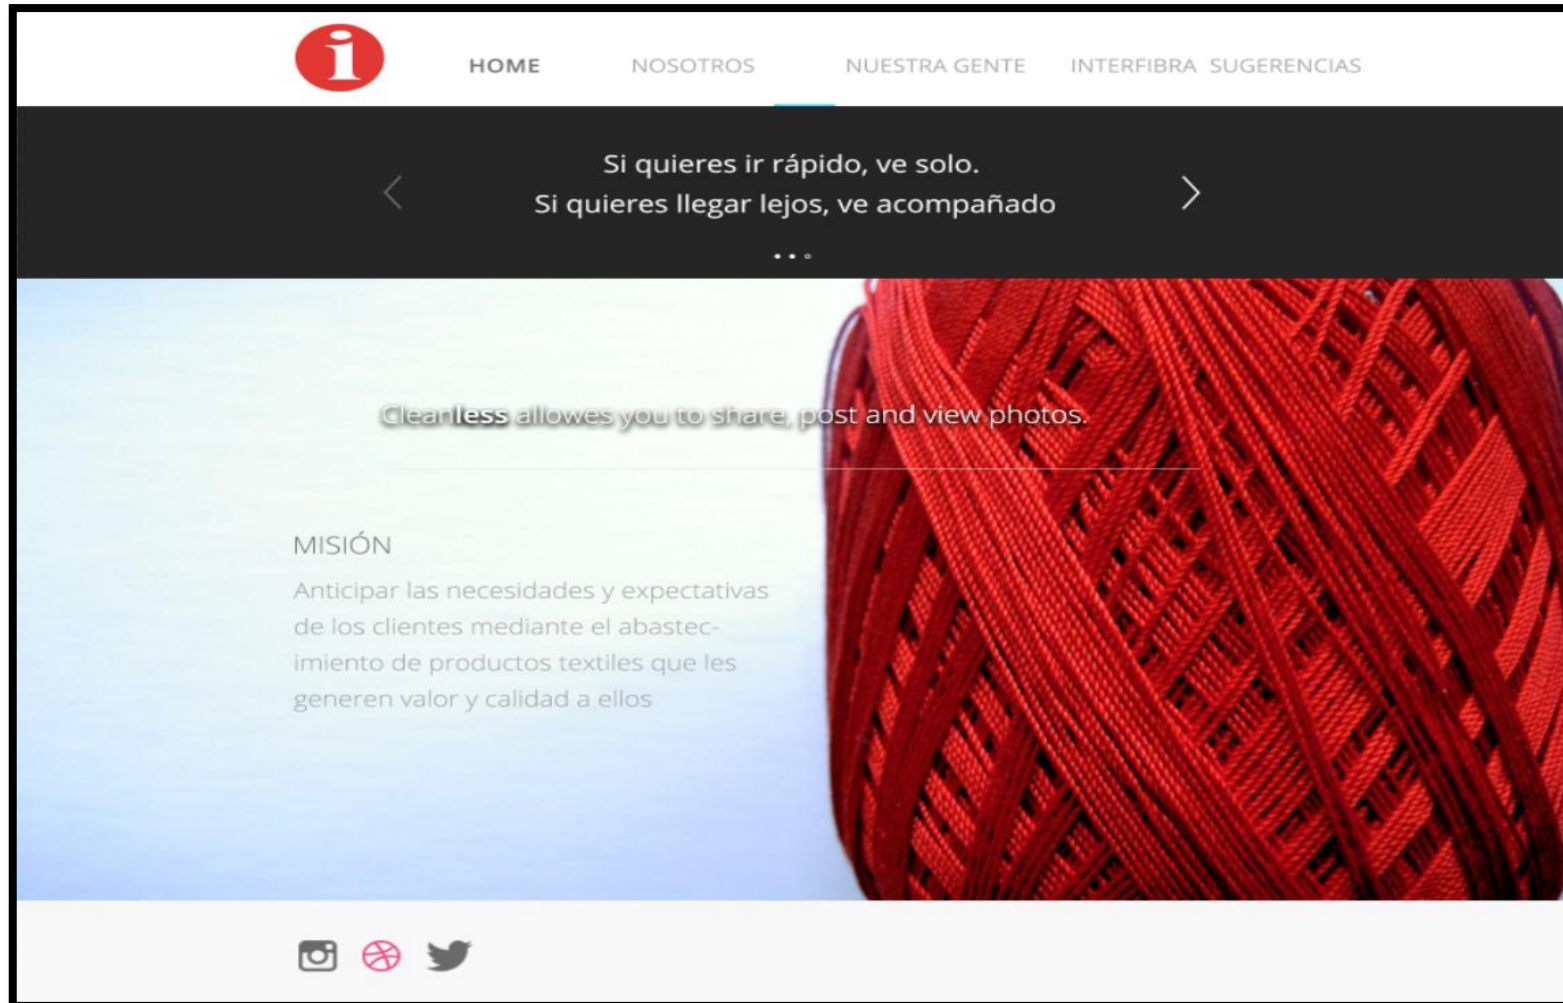 i
HOME NOSOTROS NUESTRA GENTE INTERFIBRA SUGERENCIAS
Si quieres ir rápido, ve solo.
Si quieres llegar lejos, ve acompañado
Cleanless allowes you to share, post and view photos.
MISIÓN
Anticipar las necesidades y expectativas
de los clientes mediante el abastec-
imiento de productos textiles que les
generen valor y calidad a ellos